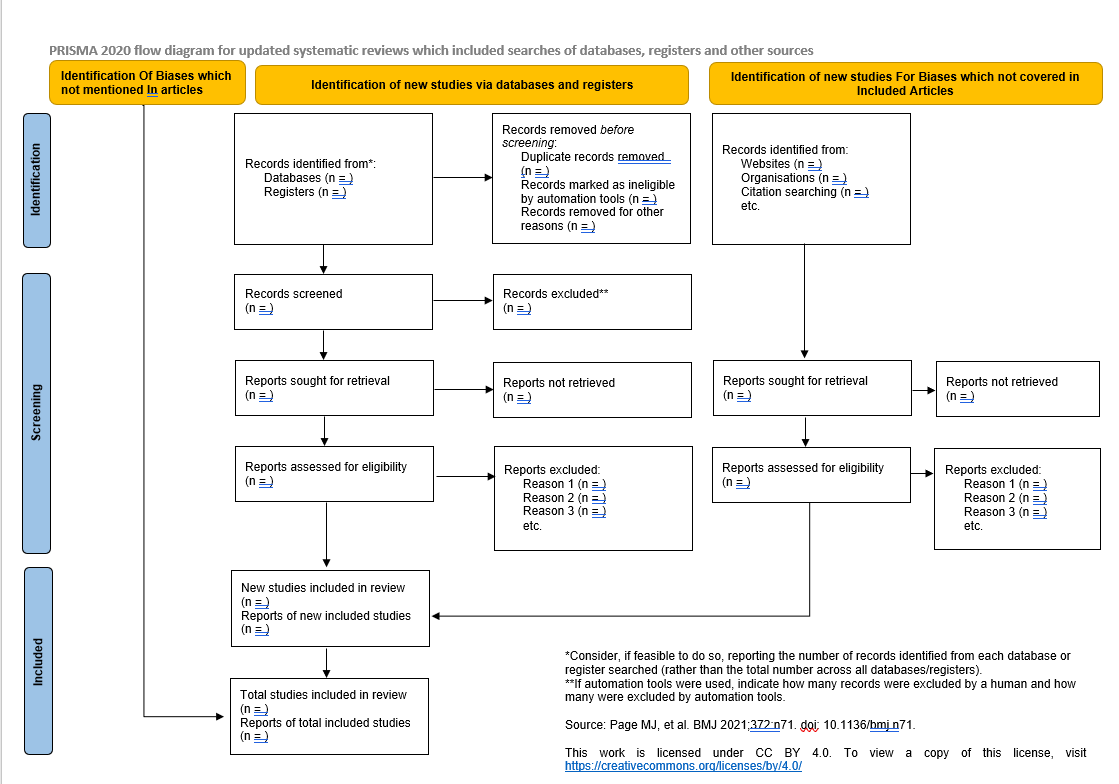 PRISMA 2020 flow diagram for updated systematic reviews which included searches of databases, registers and other sources
Identification Of Biases which
not mentioned In articles
Identification of new studies via databases and registers
Identification of new studies For Biases which not covered in
Included Articles
Identification
Records identified from*:
Databases (n = )
Registers (n = )
Records removed before
screening:
Duplicate records removed
(n = )
Records marked as ineligible
by automation tools (n = )
Records removed for other
reasons (n = )
Records identified from:
Websites (n = )
Organisations (n = )
Citation searching (n = )
etc.
Screening
Records screened
(n = )
Records excluded**
(n = )
Reports sought for retrieval
(n = )
Reports not retrieved
(n = )
Reports sought for retrieval
(n = )
Reports not retrieved
(n = )
Reports assessed for eligibility
(n = )
Reports excluded:
Reason 1 (n = )
Reason 2 (n = )
Reason 3 (n = )
etc.
Reports assessed for eligibility
(n = )
Reports excluded:
Reason 1 (n = )
Reason 2 (n = )
Reason 3 (n = )
etc.
Included
New studies included in review
(n = )
Reports of new included studies
(n = )
Total studies included in review
(n = )
Reports of total included studies
(n = )
*Consider, if feasible to do so, reporting the number of records identified from each database or
register searched (rather than the total number across all databases/registers).
**If automation tools were used, indicate how many records were excluded by a human and how
many were excluded by automation tools.
Source: Page MJ, et al. BMJ 2021;372:n71. doi: 10.1136/bmj.n71.
This work is licensed under CC BY 4.0. To view a copy of this license, visit
https://creativecommons.org/licenses/by/4.0/